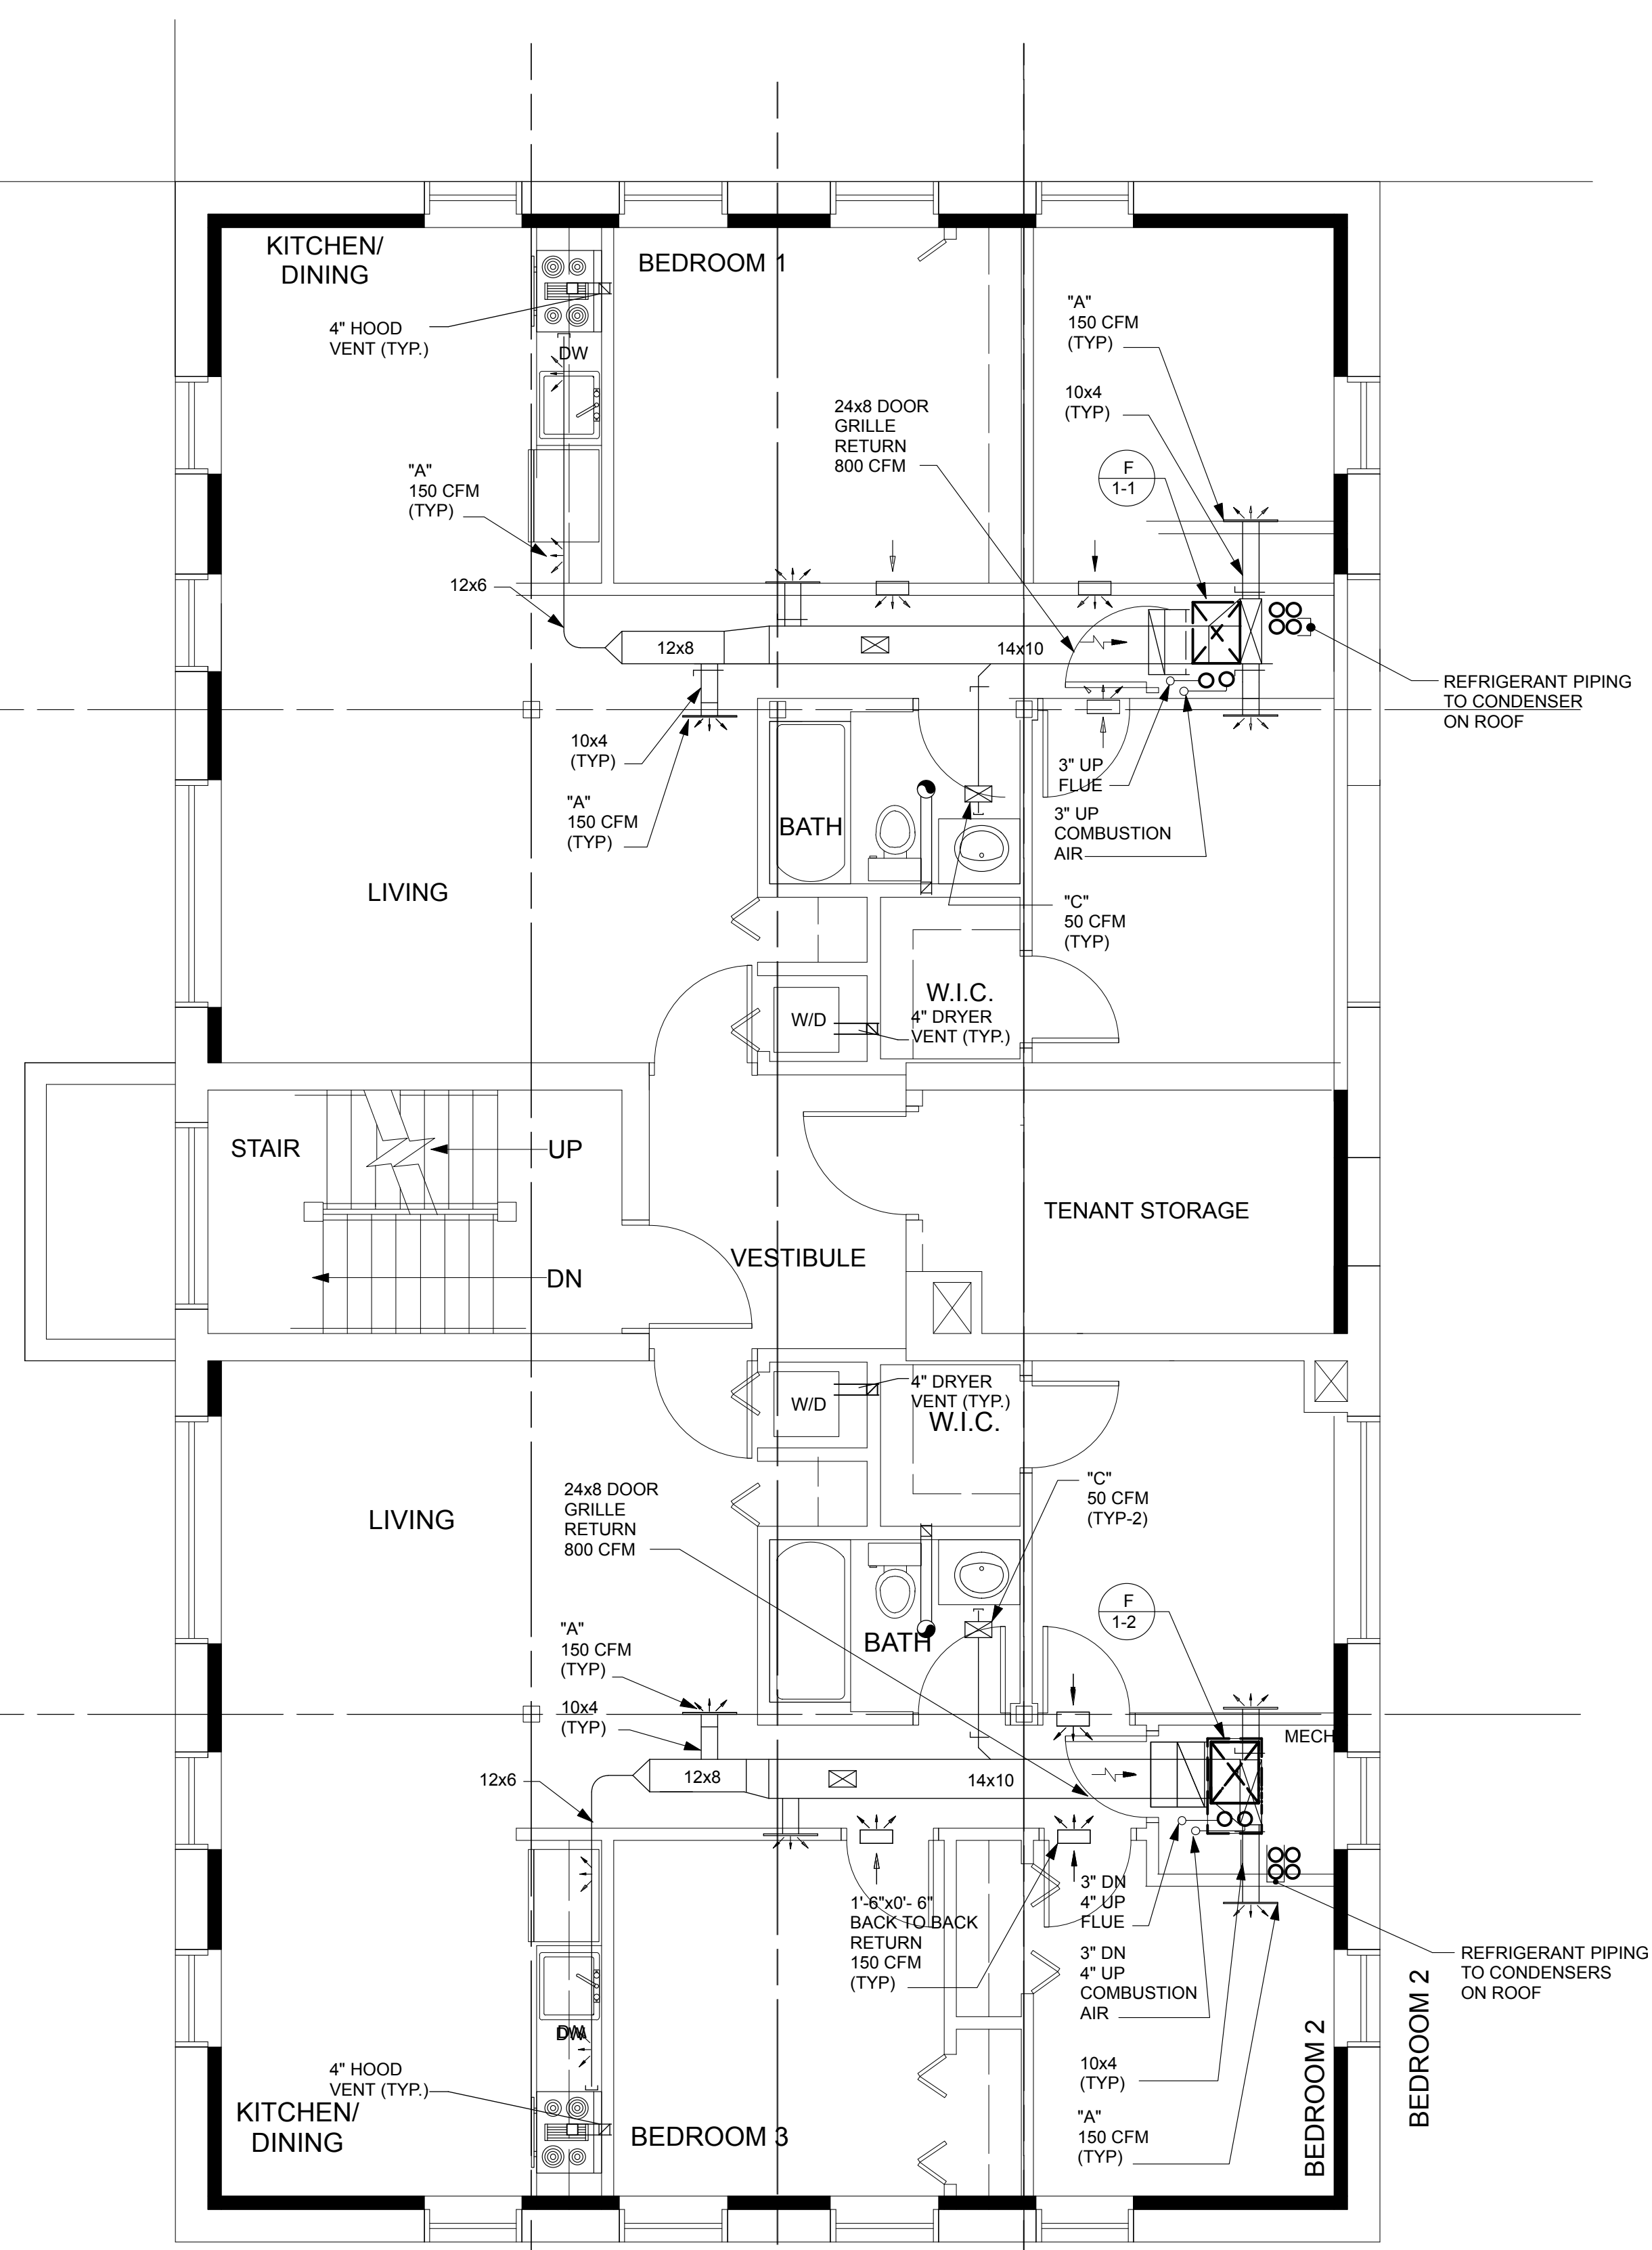 KITCHEN/
DINING
BEDROOM 1
4" HOOD
VENT (TYP.)
DW
"A"
150 CFM
(TYP)
10x4
(TYP)
24x8 DOOR
GRILLE
RETURN
800 CFM
F
1-1
"A"
150 CFM
(TYP)
12x6
12x8
14x10
REFRIGERANT PIPING
TO CONDENSER
ON ROOF
10x4
(TYP)
"A"
150 CFM
(TYP)
3" UP
FLUE
3" UP
COMBUSTION
AIR
BATH
LIVING
"C"
50 CFM
(TYP)
W.I.C.
W/D
4" DRYER
VENT (TYP.)
STAIR
UP
TENANT STORAGE
VESTIBULE
DN
W/D
4" DRYER
VENT (TYP.)
W.I.C.
LIVING
24x8 DOOR
GRILLE
RETURN
800 CFM
"C"
50 CFM
(TYP-2)
F
1-2
"A"
150 CFM
(TYP)
BATH
10x4
(TYP)
MECH
12x6
12x8
14x10
1'-6"x0'- 6"
BACK TO BACK
RETURN
150 CFM
(TYP)
3" DN
4" UP
FLUE
3" DN
4" UP
COMBUSTION
AIR
REFRIGERANT PIPING
TO CONDENSERS
ON ROOF
DW
BEDROOM 2
BEDROOM 2
4" HOOD
VENT (TYP.)
10x4
(TYP)
KITCHEN/
DINING
BEDROOM 3
"A"
150 CFM
(TYP)